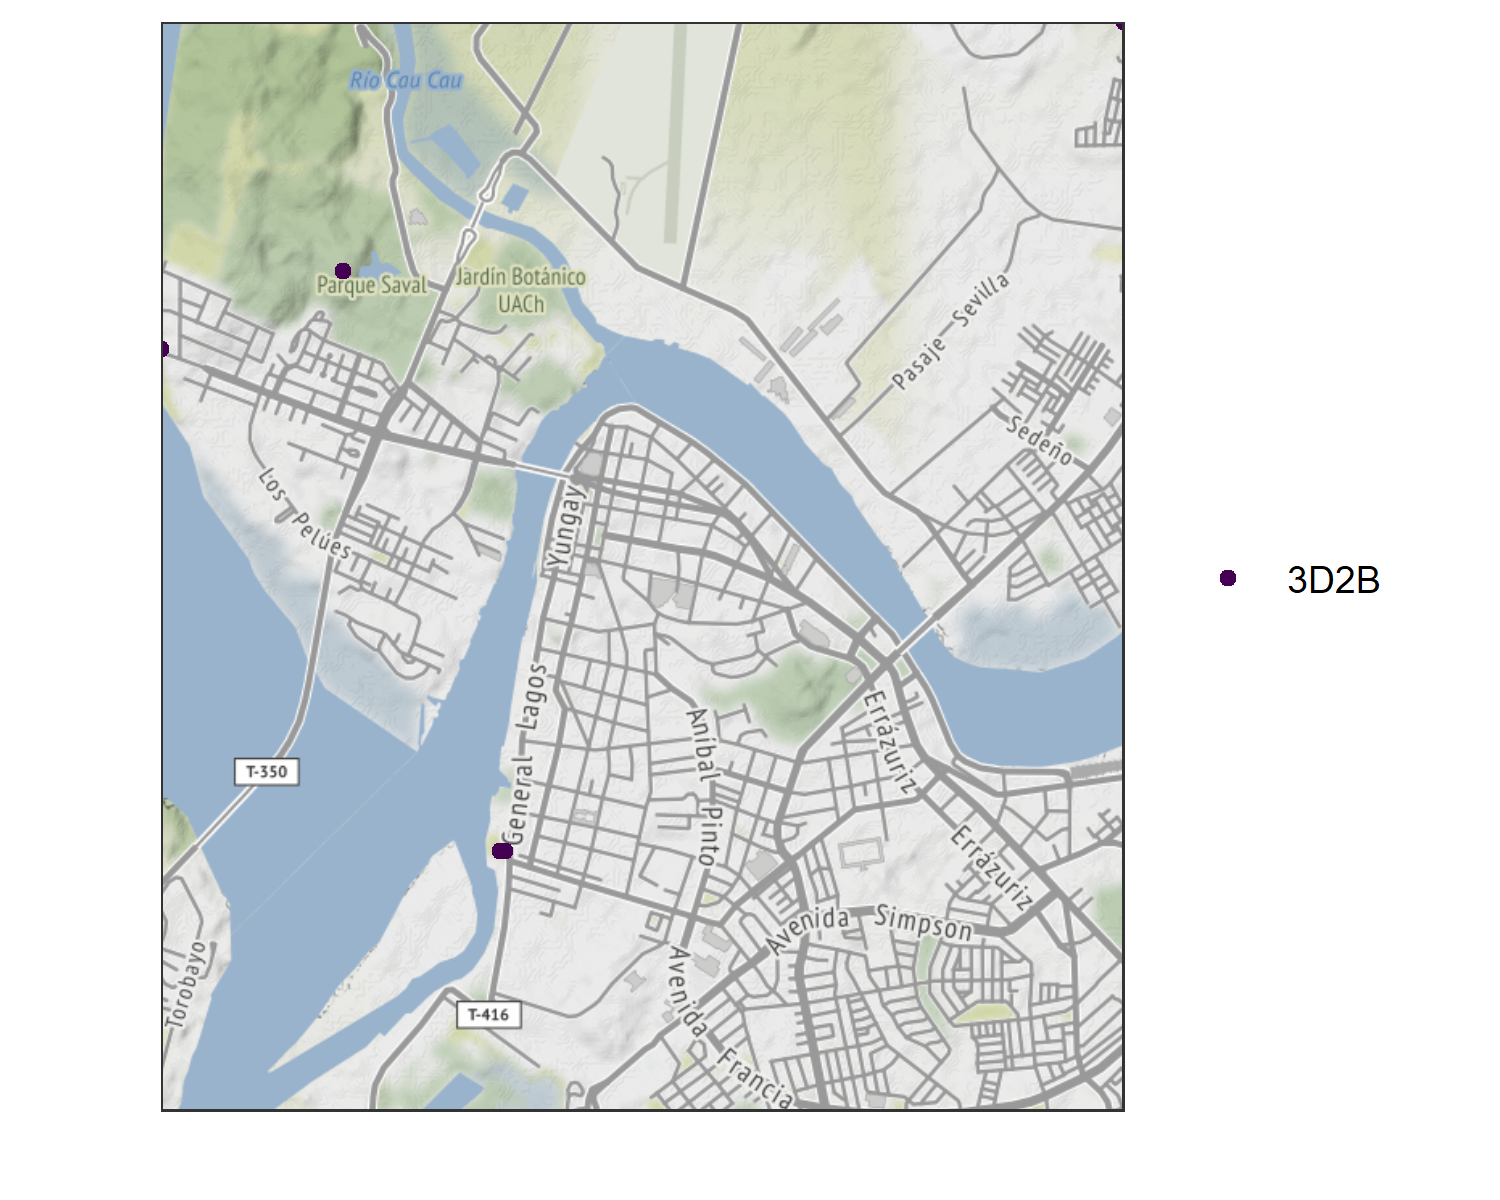 Río Cau Cau
Parque Saval
Jardín Botánico
UACh
Pasaje Sevilla
Sedeño
Los Pelúes
Yungay
General Lagos
Aníbal Pinto
Errázuriz
Errázuriz
T-350
Avenida Simpson
Torobayo
T-416
Avenida Francia
3D2B